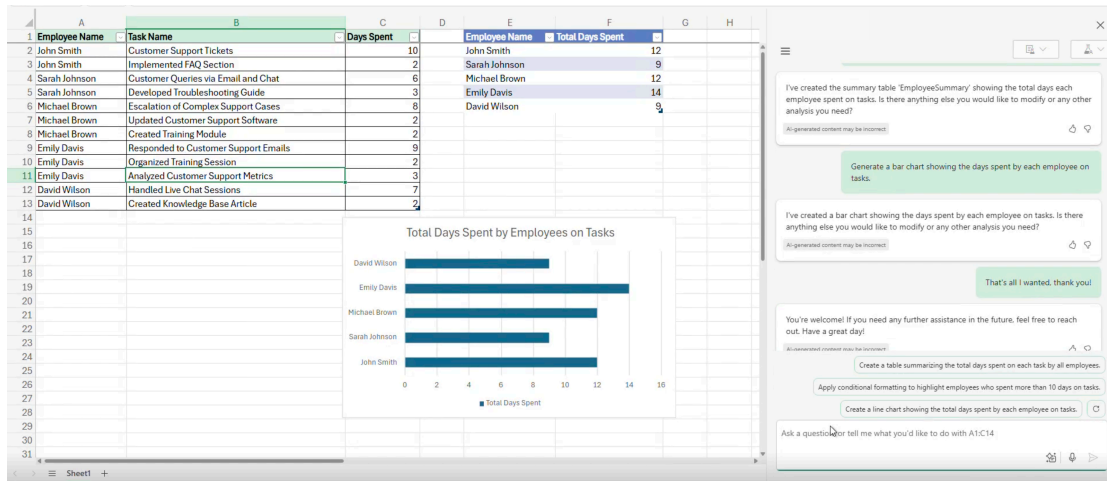 A B C D E F G H
1 Employee Name Task Name Days Spent Employee Name Total Days Spent
2 John Smith Customer Support Tickets 10 John Smith 12
3 John Smith Implemented FAQ Section 2 Sarah Johnson 9
4 Sarah Johnson Customer Queries via Email and Chat 6 Michael Brown 12
5 Sarah Johnson Developed Troubleshooting Guide 3 Emily Davis 14
6 Michael Brown Escalation of Complex Support Cases 8 David Wilson 9
7 Michael Brown Updated Customer Support Software 2
8 Michael Brown Created Training Module 2
9 Emily Davis Responded to Customer Support Emails 9
10 Emily Davis Organized Training Session 2
11 Emily Davis Analyzed Customer Support Metrics 3
12 David Wilson Handled Live Chat Sessions 7
13 David Wilson Created Knowledge Base Article 2
14
15
16
17
18
19
20
21
22
23
24
25
26
27
28
29
30
31
Total Days Spent by Employees on Tasks
David Wilson
Emily Davis
Michael Brown
Sarah Johnson
John Smith
0 2 4 6 8 10 12 14 16
Total Days Spent
Sheet1
I've created the summary table 'EmployeeSummary' showing the total days each
employee spent on tasks. Is there anything else you would like to modify or any other
analysis you need?
AI-generated content may be incorrect
Generate a bar chart showing the days spent by each employee on
tasks.
I've created a bar chart showing the days spent by each employee on tasks. Is there
anything else you would like to modify or any other analysis you need?
AI-generated content may be incorrect
That's all I wanted, thank you!
You're welcome! If you need any further assistance in the future, feel free to reach
out. Have a great day!
AI-generated content may be incorrect
Create a table summarizing the total days spent on each task by all employees.
Apply conditional formatting to highlight employees who spent more than 10 days on tasks.
Create a line chart showing the total days spent by each employee on tasks.
Ask a question or tell me what you'd like to do with A1:C14